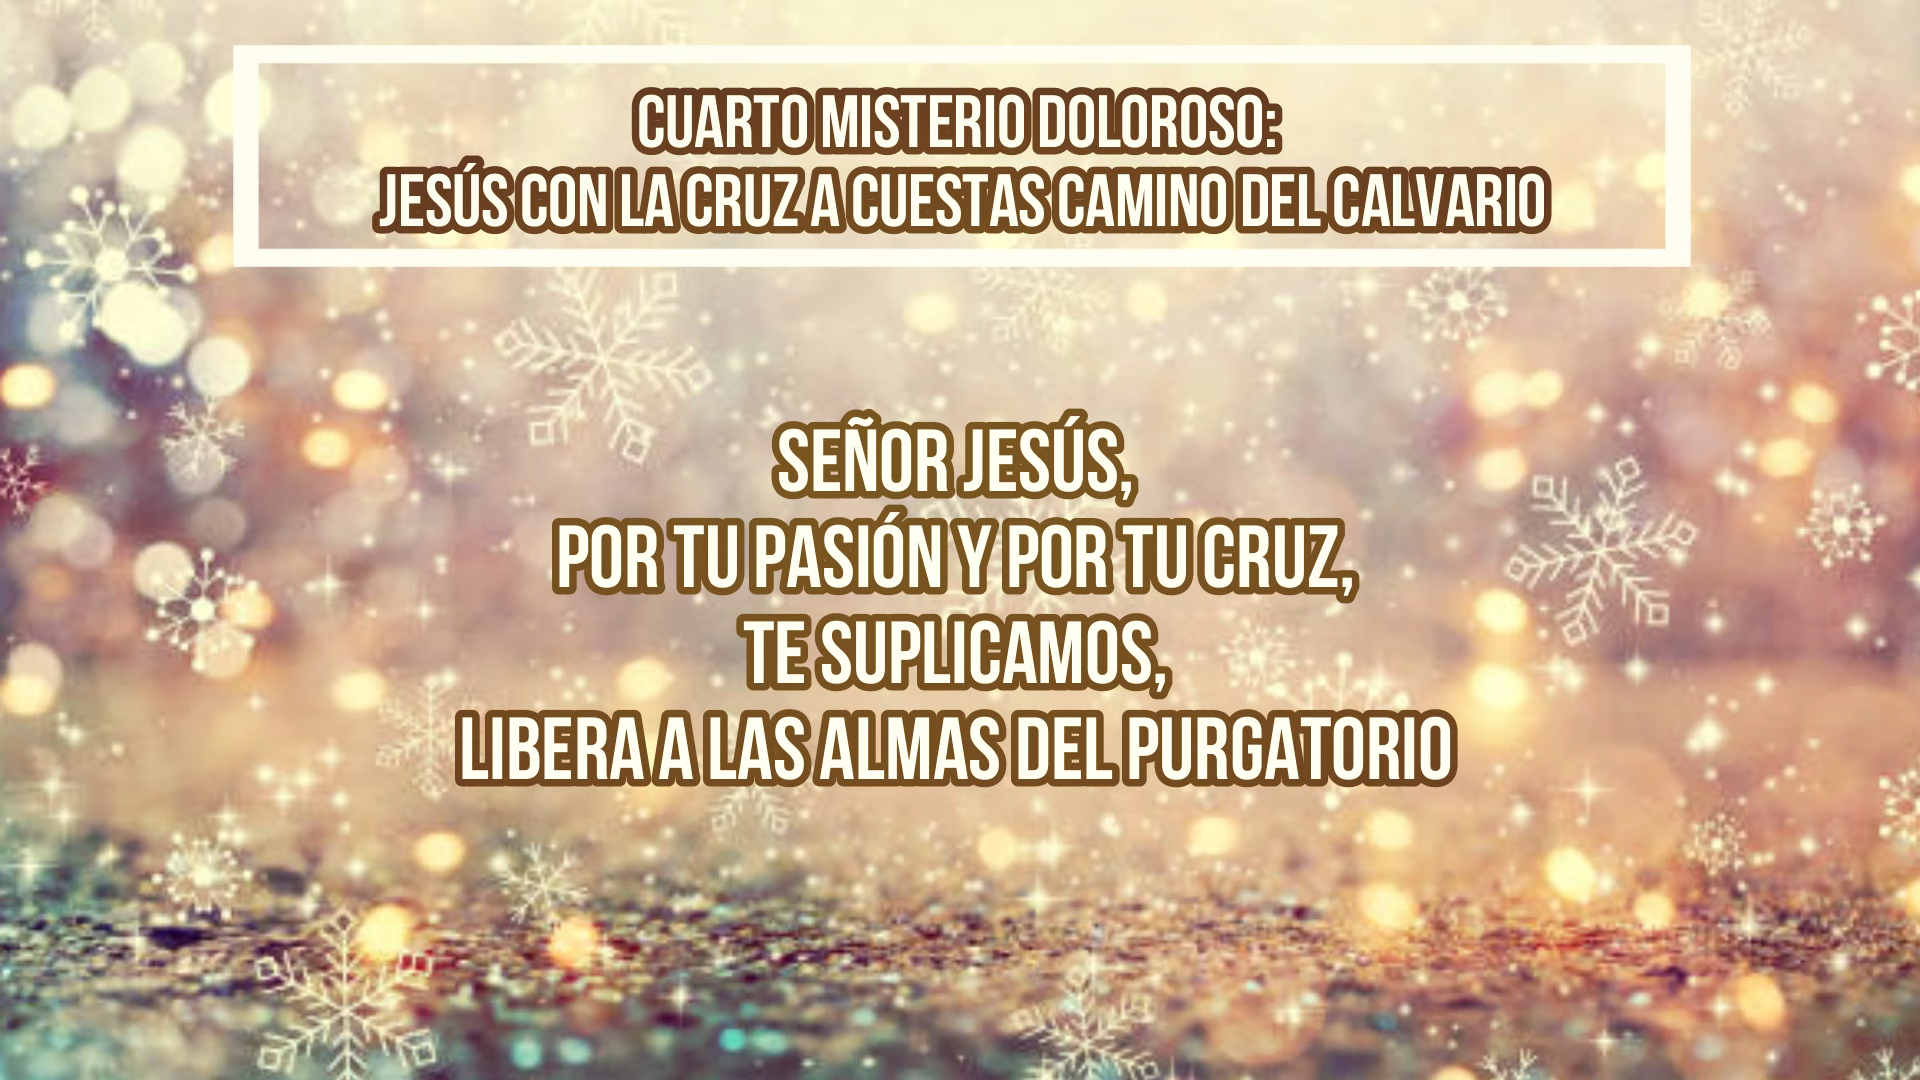 CUARTO MISTERIO DOLOROSO:
JESÚS CON LA CRUZ A CUESTAS CAMINO DEL CALVARIO
SEÑOR JESÚS,
POR TU PASIÓN Y POR TU CRUZ,
TE SUPLICAMOS,
LIBERA A LAS ALMAS DEL PURGATORIO